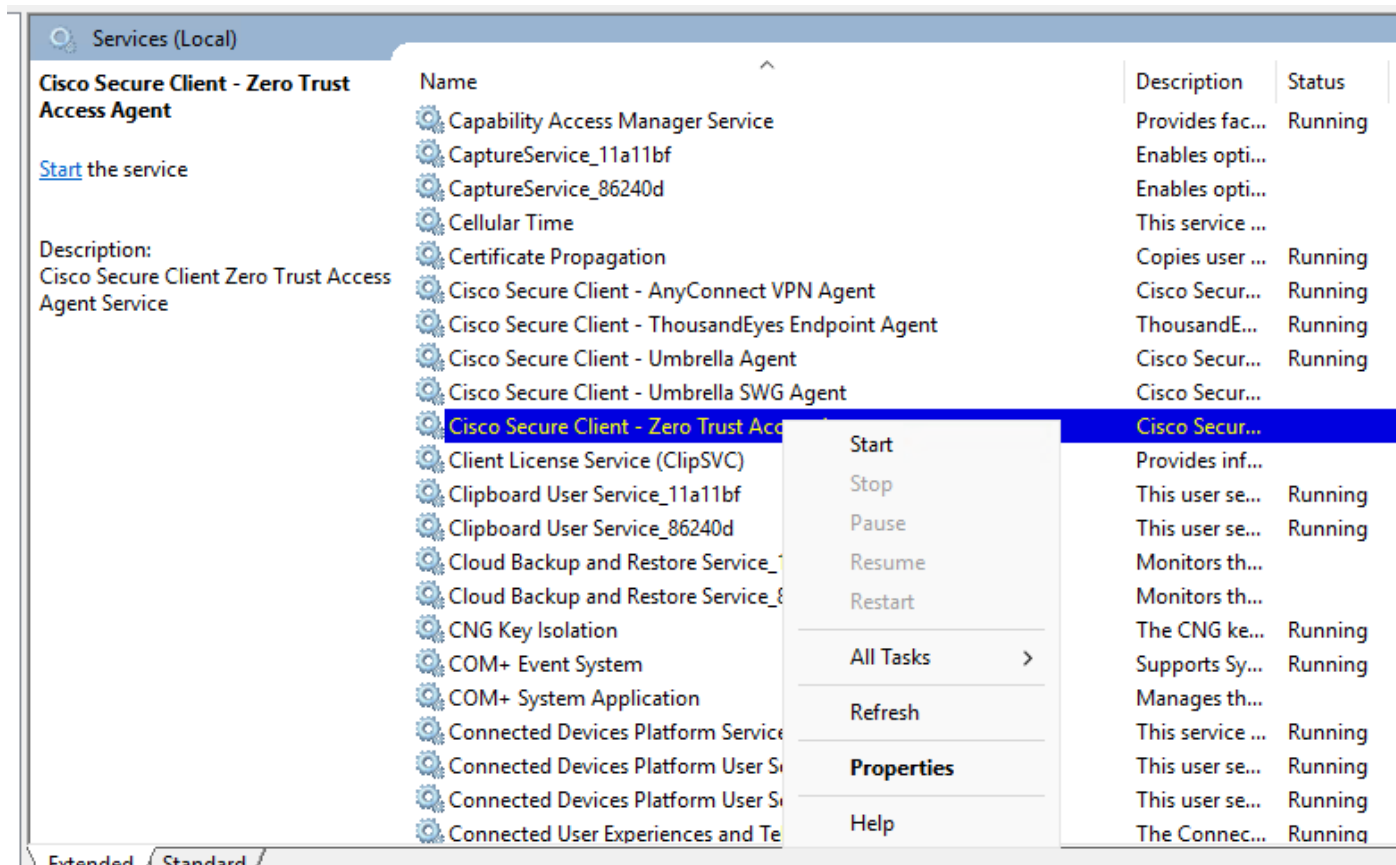 Services (Local)
Cisco Secure Client - Zero Trust
Access Agent
Start the service
Description:
Cisco Secure Client Zero Trust Access
Agent Service
Name Description Status
Capability Access Manager Service Provides fac... Running
CaptureService_11a11bf Enables opti...
CaptureService_86240d Enables opti...
Cellular Time This service ...
Certificate Propagation Copies user ... Running
Cisco Secure Client - AnyConnect VPN Agent Cisco Secur... Running
Cisco Secure Client - ThousandEyes Endpoint Agent ThousandE... Running
Cisco Secure Client - Umbrella Agent Cisco Secur... Running
Cisco Secure Client - Umbrella SWG Agent Cisco Secur...
Cisco Secure Client - Zero Trust Acc Cisco Secur...
Client License Service (ClipSVC) Provides inf...
Clipboard User Service_11a11bf This user se... Running
Clipboard User Service_86240d This user se... Running
Cloud Backup and Restore Service_1 Monitors th...
Cloud Backup and Restore Service_8 Monitors th...
CNG Key Isolation The CNG ke... Running
COM+ Event System Supports Sy... Running
COM+ System Application Manages th...
Connected Devices Platform Service This service ... Running
Connected Devices Platform User Se This user se... Running
Connected Devices Platform User Se This user se... Running
Connected User Experiences and Te The Connec... Running
Start
Stop
Pause
Resume
Restart
All Tasks
Refresh
Properties
Help
Extended Standard